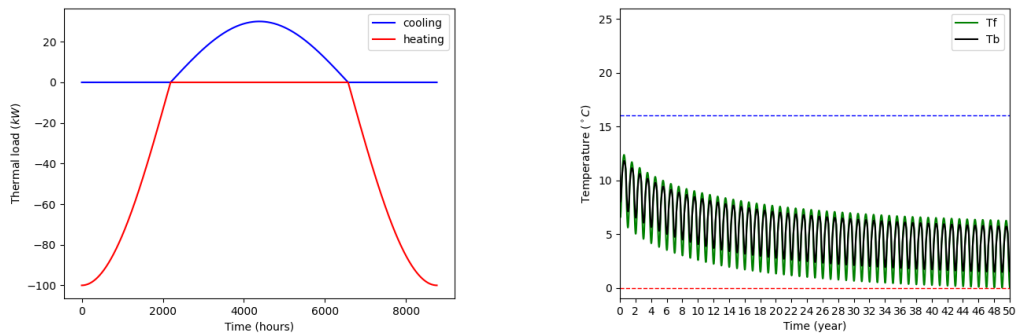 cooling
heating
20
0
−20
−40
−60
−80
−100
Thermal load (kW)
0 2000 4000 6000 8000
Time (hours)
Tf
Tb
25
20
15
10
5
0
Temperature (°C)
0 2 4 6 8 10 12 14 16 18 20 22 24 26 28 30 32 34 36 38 40 42 44 46 48 50
Time (year)